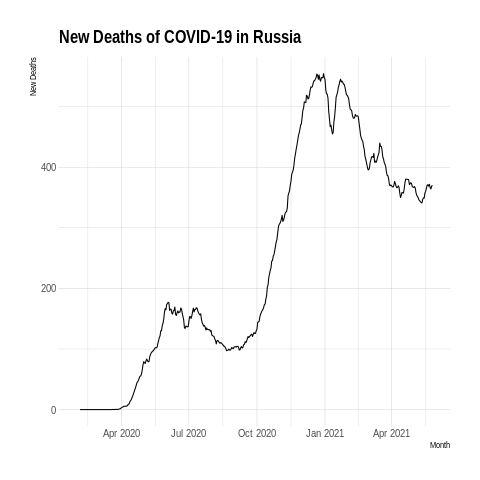 New Deaths of COVID-19 in Russia
New Deaths
400
200
0
Apr 2020 Jul 2020 Oct 2020 Jan 2021 Apr 2021
Month